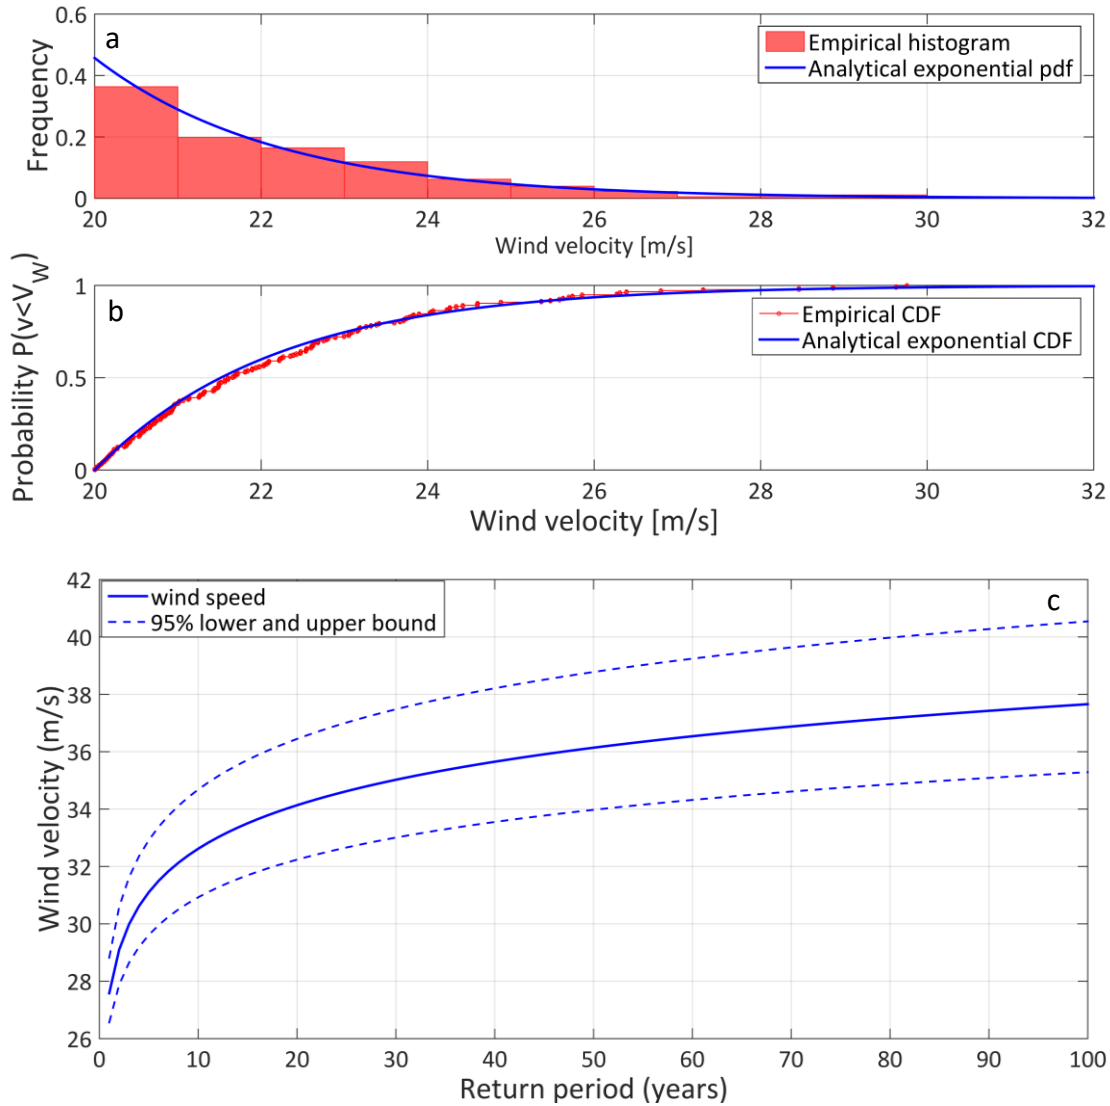 a
Frequency
0.6
0.4
0.2
0
Empirical histogram
Analytical exponential pdf
20 22 24 26 28 30 32
Wind velocity [m/s]
b
Probability P(v<V_W)
1
0.5
0
Empirical CDF
Analytical exponential CDF
20 22 24 26 28 30 32
Wind velocity [m/s]
c
Wind velocity (m/s)
42
40
38
36
34
32
30
28
26
wind speed
95% lower and upper bound
0 10 20 30 40 50 60 70 80 90 100
Return period (years)